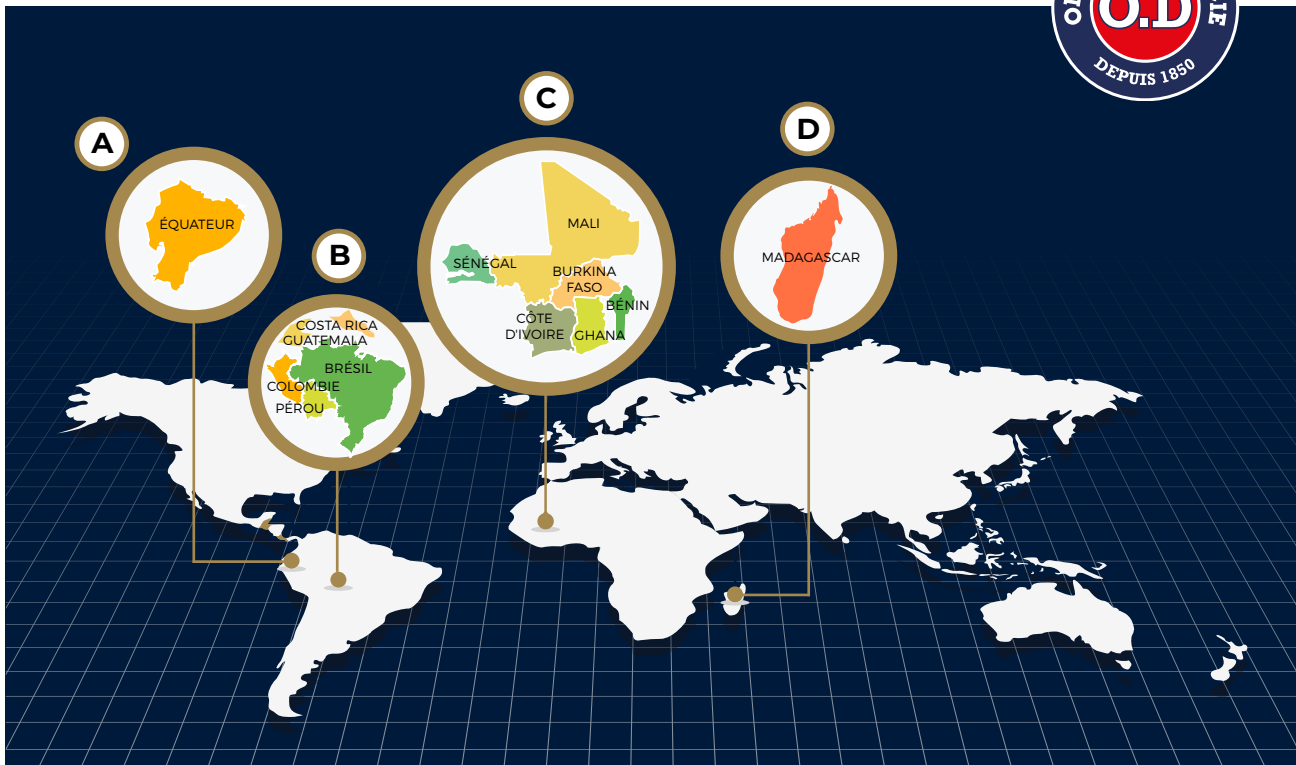 O.D
DEPUIS 1850
A
ÉQUATEUR
B
COSTA RICA
GUATEMALA
BRÉSIL
COLOMBIE
PÉROU
C
MALI
SÉNÉGAL
BURKINA
FASO
BÉNIN
CÔTE
D'IVOIRE
GHANA
D
MADAGASCAR